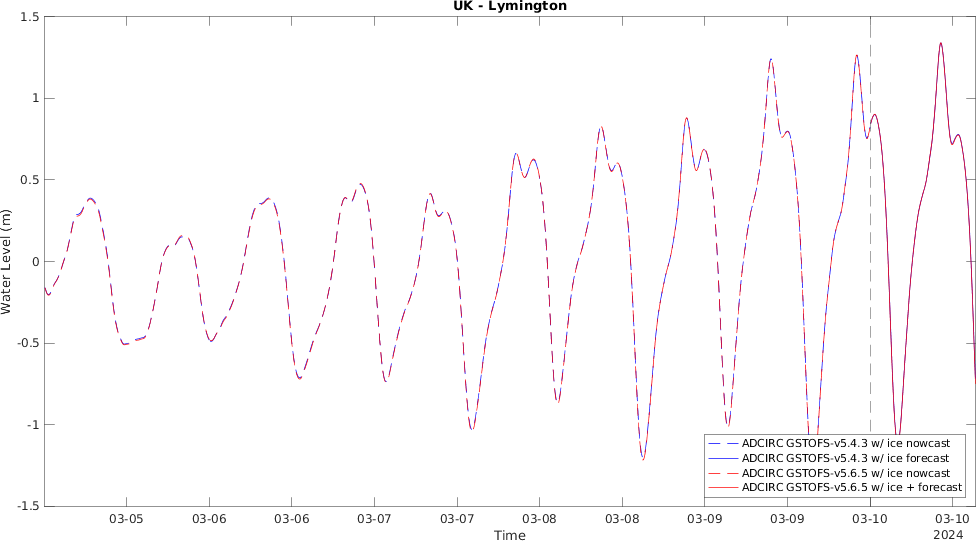 UK - Lymington
1.5
1
0.5
0
-0.5
-1
-1.5
Water Level (m)
03-05 03-06 03-06 03-07 03-07 03-08 03-08 03-09 03-09 03-10 03-10
2024
Time
ADCIRC GSTOFS-v5.4.3 w/ ice nowcast
ADCIRC GSTOFS-v5.4.3 w/ ice forecast
ADCIRC GSTOFS-v5.6.5 w/ ice nowcast
ADCIRC GSTOFS-v5.6.5 w/ ice + forecast